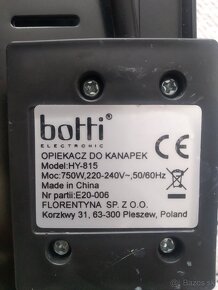 botti
ELECTRONIC
OPIEKACZ DO KANAPEK
Model:HY-815
Moc:750W,220-240V~,50/60Hz
Made in China
Nr partii:E20-006
FLORENTYNA SP. Z O.O.
Korzkwy 31, 63-300 Pleszew, Poland
CE